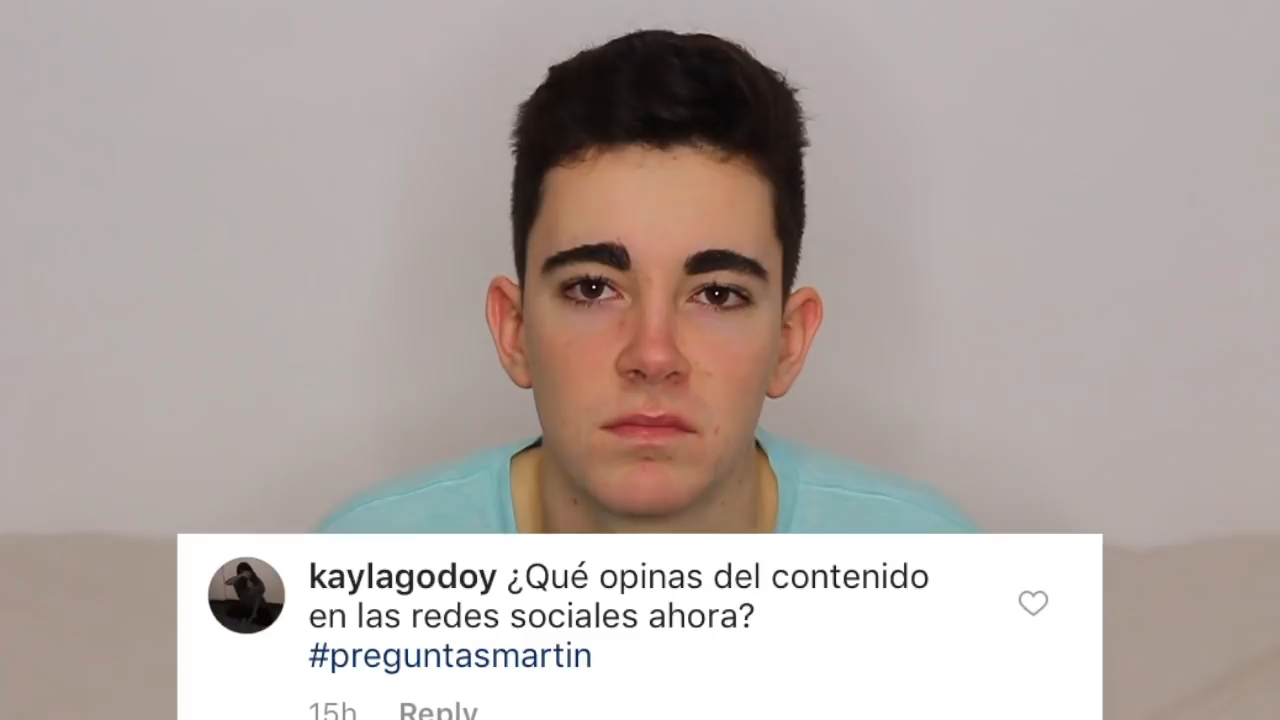 kaylagodoy ¿Qué opinas del contenido
en las redes sociales ahora?
#preguntasmartin
15h Reply